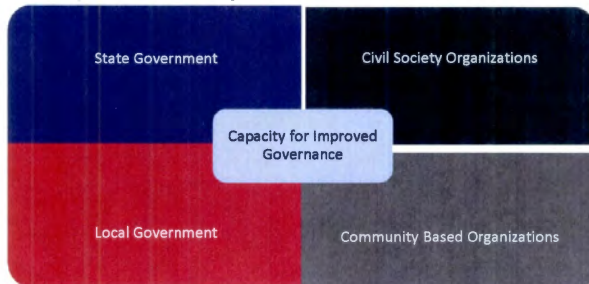 State Government
Civil Society Organizations
Capacity for Improved
Governance
Local Government
Community Based Organizations